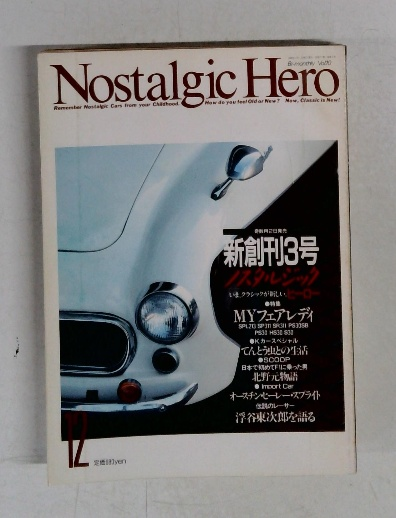 Nostalgic Hero
Remember Nostalgic Cars from your Childhood. How do you feel Old or New? Now, Classic is New!
新創刊3号
ノスタルジック
いま、クラシックが新しい。ヒーロー
●特集
MYフェアレディ
SPL213 SP311 SR311 PS30SB
PS30 HS30 S30
●Kカースペシャル
てんとう虫との生活
●SCOOP
日本で初めてF1に乗った男
北野元物語
● Import Car
オースチンヒーレー・スプライト
伝説のレーサー
浮谷東次郎を語る
12